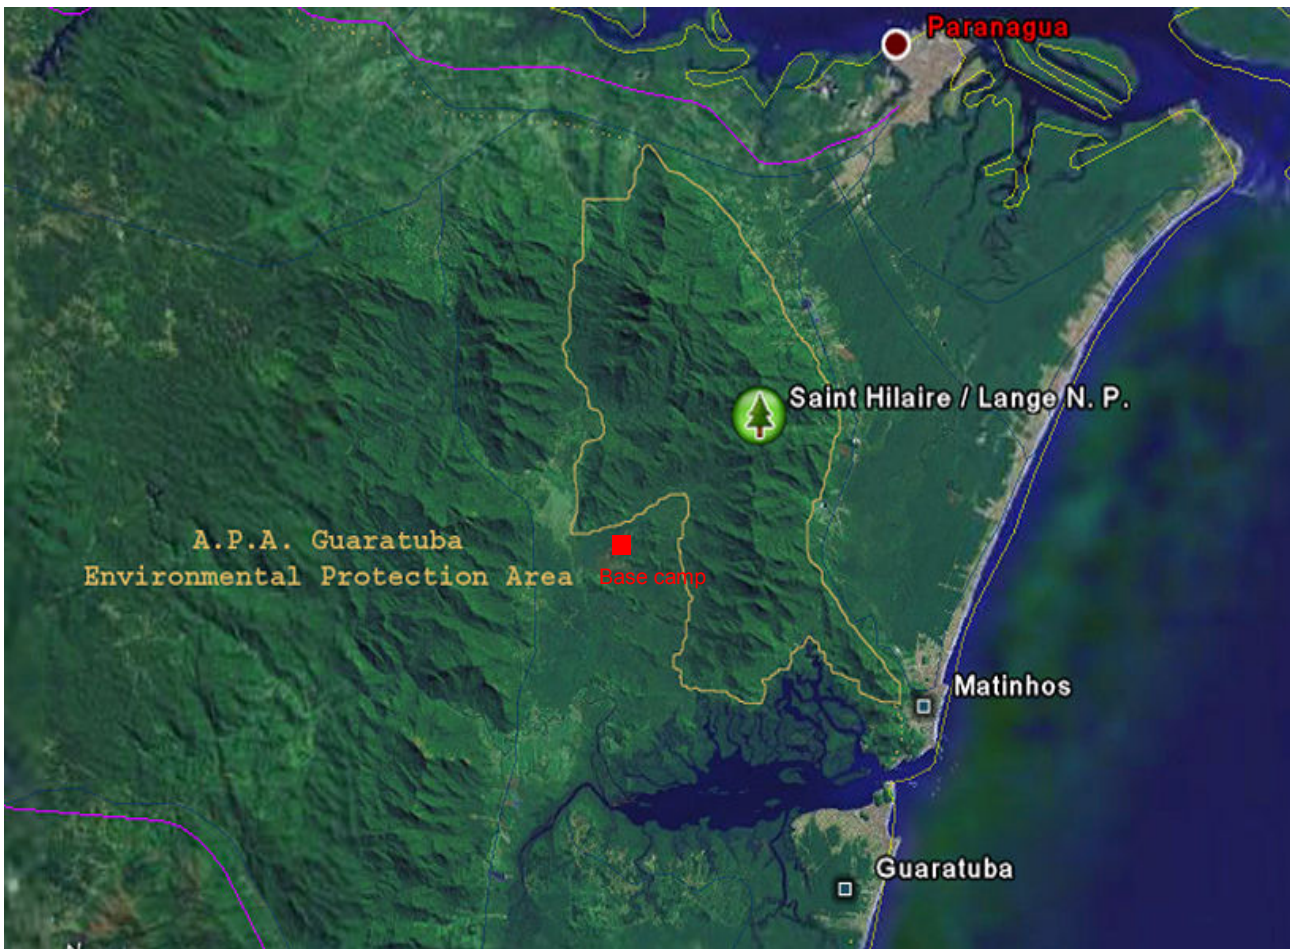 Paranagua
Saint Hilaire / Lange N. P.
A.P.A. Guaratuba
Environmental Protection Area
Base camp
Matinhos
Guaratuba